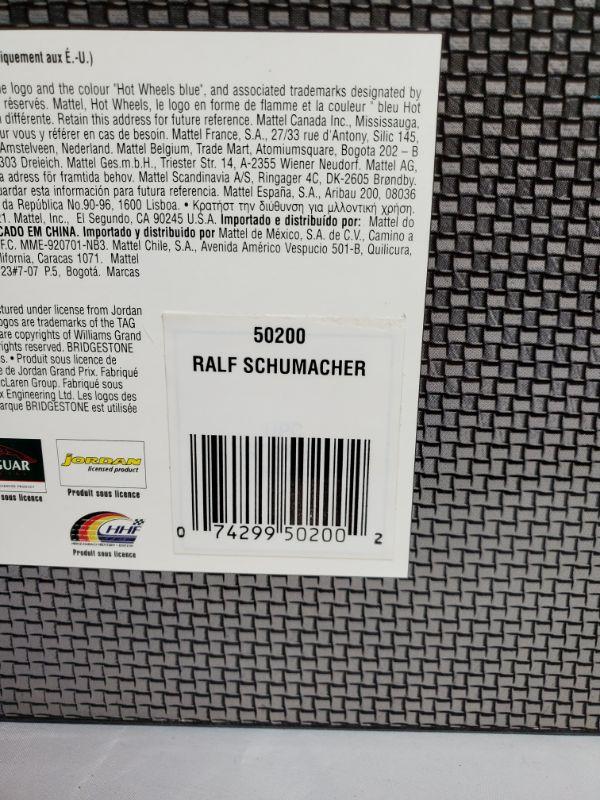 riquement aux É.-U.)
e logo and the colour "Hot Wheels blue", and associated trademarks designated by
réservés. Mattel, Hot Wheels, le logo en forme de flamme et la couleur " bleu Hot
différente. Retain this address for future reference. Mattel Canada Inc., Mississauga,
ur vous y référer en cas de besoin. Mattel France, S.A., 27/33 rue d'Antony, Silic 145,
Amstelveen, Nederland. Mattel Belgium, Trade Mart, Atomiumsquare, Bogota 202 - B
303 Dreieich. Mattel Ges.m.b.H., Triester Str. 14, A-2355 Wiener Neudorf. Mattel AG,
a adress för framtida behov. Mattel Scandinavia A/S, Ringager 4C, DK-2605 Brøndby.
uardar esta información para futura referencia. Mattel España, S.A., Aribau 200, 08036
da República No.90-96, 1600 Lisboa. • Κρατήστ την διύθυνση για μλλοντική χρήση.
21. Mattel, Inc., El Segundo, CA 90245 U.S.A. Importado e distribuído por: Mattel do
CADO EM CHINA. Importado y distribuido por Mattel de México, S.A. de C.V., Camino a
F.C. MME-920701-NB3. Mattel Chile, S.A., Avenida Américo Vespucio 501-B, Quilicura,
lifornia, Caracas 1071. Mattel
23#7-07 P.5, Bogotá. Marcas
ctured under license from Jordan
ogos are trademarks of the TAG
are copyrights of Williams Grand
rights reserved. BRIDGESTONE
s. • Produit sous licence de
e de Jordan Grand Prix. Fabriqué
cLaren Group. Fabriqué sous
x Engineering Ltd. Les logos des
arque BRIDGESTONE est utilisée
50200
RALF SCHUMACHER
0 74299 50200 2
GUAR
sous licence
JORDAN
licensed product
Produit sous licence
HHF
Produit sous licence